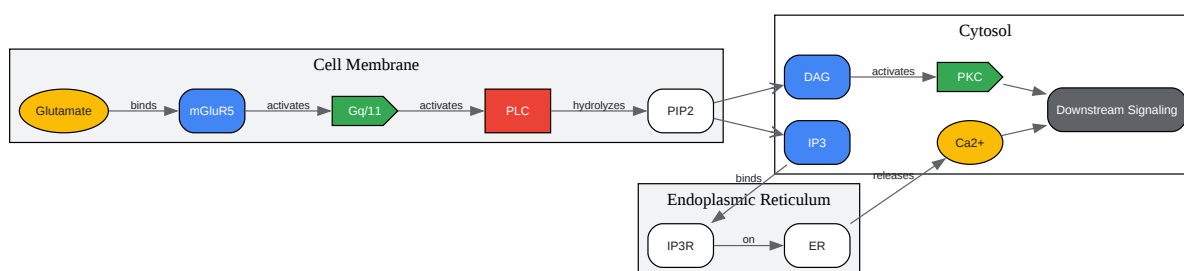 Cell Membrane
Glutamate
binds
mGluR5
activates
Gq/11
activates
PLC
hydrolyzes
PIP2
Cytosol
DAG
activates
PKC
IP3
Ca2+
Downstream Signaling
binds
releases
Endoplasmic Reticulum
IP3R
on
ER